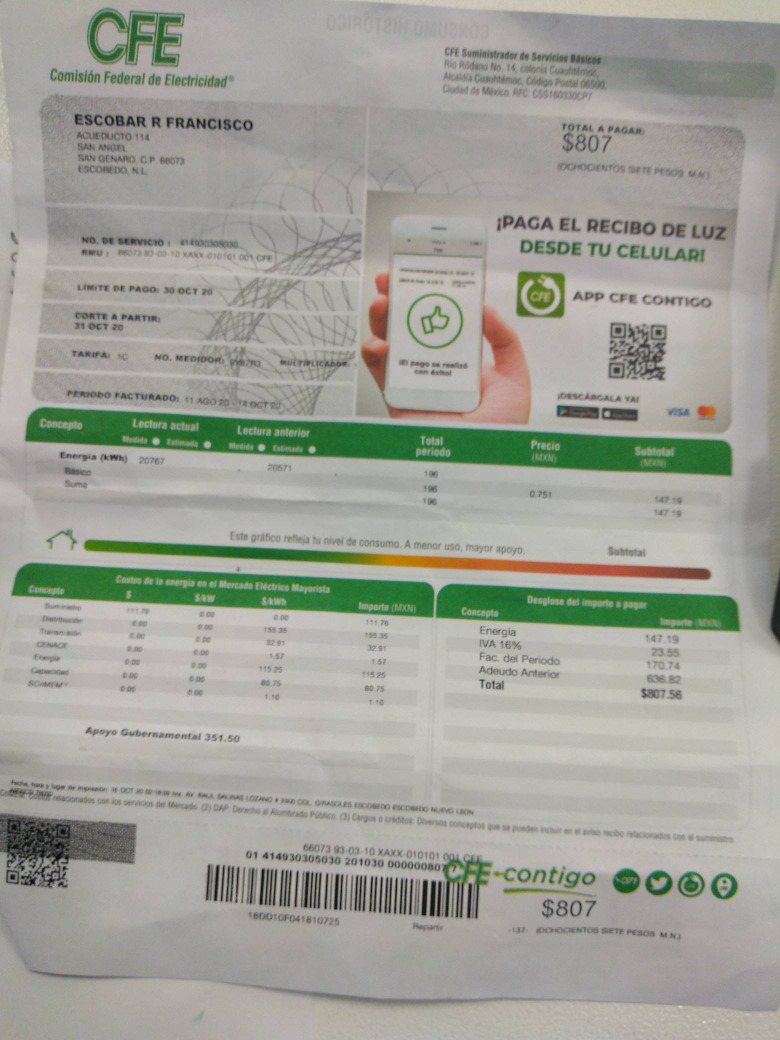 CONSUMO HISTÓRICO
CFE
Comisión Federal de Electricidad®
CFE Suministrador de Servicios Básicos
Río Ródano No. 14, colonia Cuauhtémoc,
Alcaldía Cuauhtémoc, Código Postal 06500,
Ciudad de México. RFC: CSS160330CP7
ESCOBAR R FRANCISCO
ACUEDUCTO 114
SAN ANGEL
SAN GENARO, C.P. 66073
ESCOBEDO, N.L.
TOTAL A PAGAR:
$807
(OCHOCIENTOS SIETE PESOS M.N.)
NO. DE SERVICIO : 414930305030
RMU : 66073 93-03-10 XAXX-010101 001 CFE
LÍMITE DE PAGO: 30 OCT 20
CORTE A PARTIR:
31 OCT 20
TARIFA: 1C NO. MEDIDOR: MULTIPLICADOR:
PERIODO FACTURADO: 11 AGO 20 - 14 OCT 20
¡PAGA EL RECIBO DE LUZ
DESDE TU CELULAR!
CFE
APP CFE CONTIGO
¡El pago se realizó
con éxito!
¡DESCÁRGALA YA!
Google Play App Store VISA
Concepto Lectura actual Lectura anterior Total periodo Precio (MXN) Subtotal (MXN)
Medida Estimada Medida Estimada
Energía (kWh) 20767 20571 196
Básico 196 0.751 147.19
Suma 196 147.19
Este gráfico refleja tu nivel de consumo. A menor uso, mayor apoyo.
Subtotal
Costos de la energía en el Mercado Eléctrico Mayorista
Concepto $ $/kW $/kWh Importe (MXN)
Suministro 111.76 0.00 0.00 111.76
Distribución 0.00 0.00 155.35 155.35
Transmisión 0.00 0.00 32.91 32.91
CENACE 0.00 0.00 1.57 1.57
Energía 0.00 0.00 115.25 115.25
Capacidad 0.00 0.00 80.75 80.75
SCnMEM 0.00 0.00 1.10 1.10
Apoyo Gubernamental 351.50
Desglose del importe a pagar
Concepto Importe (MXN)
Energía 147.19
IVA 16% 23.55
Fac. del Periodo 170.74
Adeudo Anterior 636.82
Total $807.56
Fecha, hora y lugar de impresión: 16 OCT 20 hrs. AV. RAUL SALINAS LOZANO # 3300 COL. GIRASOLES ESCOBEDO ESCOBEDO NUEVO LEON
costos relacionados con los servicios del Mercado. (2) DAP: Derecho al Alumbrado Público. (3) Cargos o créditos: Diversos conceptos que se pueden incluir en el aviso recibo relacionados con el suministro.
66073 93-03-10 XAXX-010101 001 CFE
01 414930305030 201030 000000807
CFE-contigo
16DD10F041810725
Repartir
$807
-137- (OCHOCIENTOS SIETE PESOS M.N.)